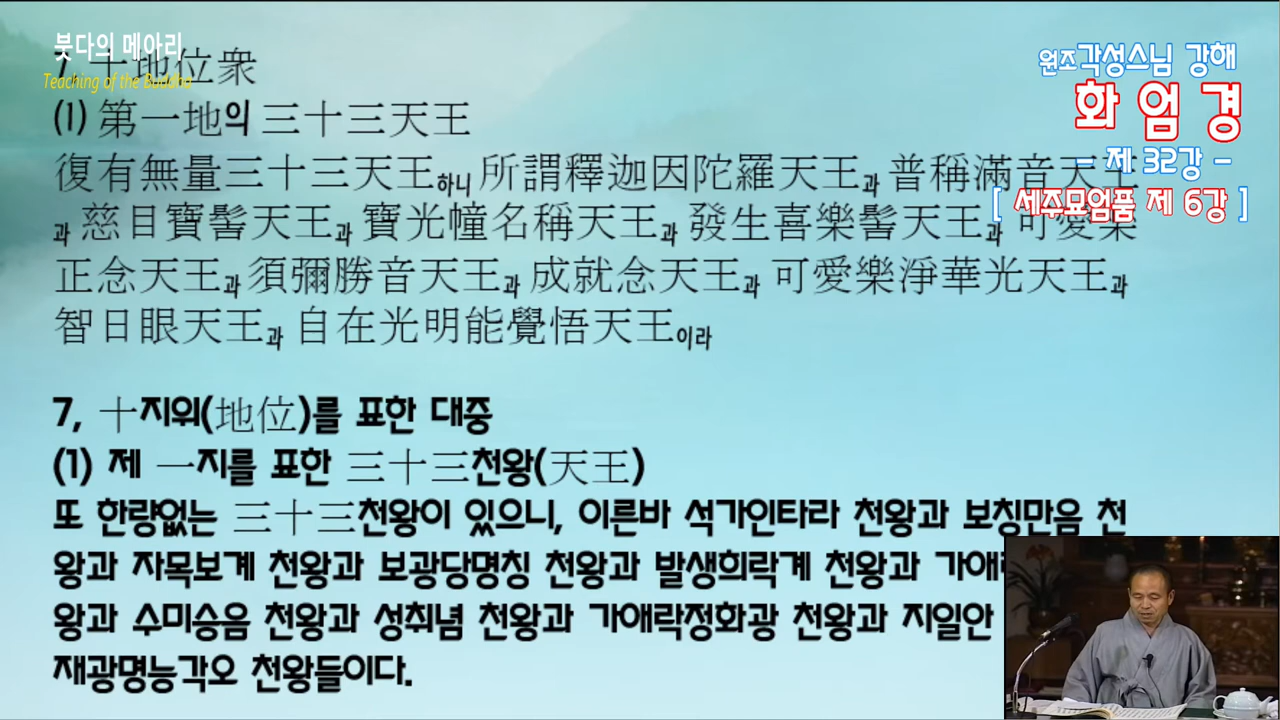 붓다의 메아리
Teaching of the Buddha
원조각성스님 강해
화엄경
- 제 32강 -
[ 세주묘엄품 제 6강 ]
7. 十地位衆
(1) 第一地의 三十三天王
復有無量三十三天王하니 所謂釋迦因陀羅天王과 普稱滿音天王
과 慈目寶髻天王과 寶光幢名稱天王과 發生喜樂髻天王과 可愛樂
正念天王과 須彌勝音天王과 成就念天王과 可愛樂淨華光天王과
智日眼天王과 自在光明能覺悟天王이라
7, 十지위(地位)를 표한 대중
(1) 제 一지를 표한 三十三천왕(天王)
또 한량없는 三十三천왕이 있으니, 이른바 석가인타라 천왕과 보칭만음 천
왕과 자목보계 천왕과 보광당명칭 천왕과 발생희락계 천왕과 가애
왕과 수미승음 천왕과 성취념 천왕과 가애락정화광 천왕과 지일안
재광명능각오 천왕들이다.